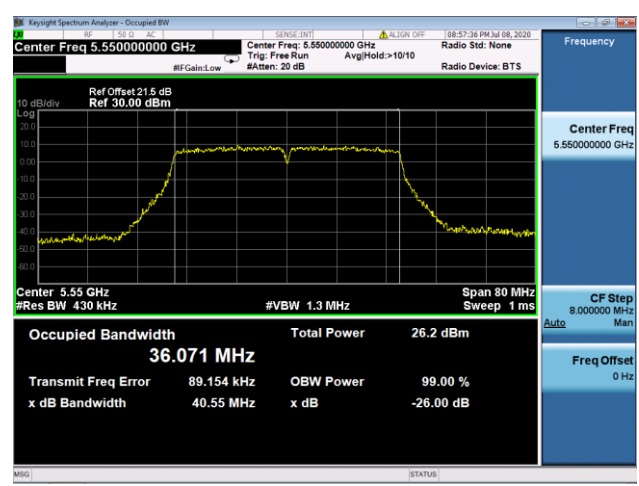 Keysight Spectrum Analyzer - Occupied BW
RF 50 Ω AC SENSE:INT ALIGN OFF 08:57:36 PM Jul 08, 2020
Center Freq 5.550000000 GHz
Center Freq: 5.550000000 GHz Radio Std: None
Trig: Free Run Avg|Hold:>10/10
#IFGain:Low #Atten: 20 dB Radio Device: BTS
Ref Offset 21.5 dB
10 dB/div Ref 30.00 dBm
Log
20.0
10.0
0.00
-10.0
-20.0
-30.0
-40.0
-50.0
-60.0
Center 5.55 GHz Span 80 MHz
#Res BW 430 kHz #VBW 1.3 MHz Sweep 1 ms
Occupied Bandwidth Total Power 26.2 dBm
36.071 MHz
Transmit Freq Error 89.154 kHz OBW Power 99.00 %
x dB Bandwidth 40.55 MHz x dB -26.00 dB
MSG STATUS
Frequency
Center Freq
5.550000000 GHz
CF Step
8.000000 MHz
Auto Man
Freq Offset
0 Hz